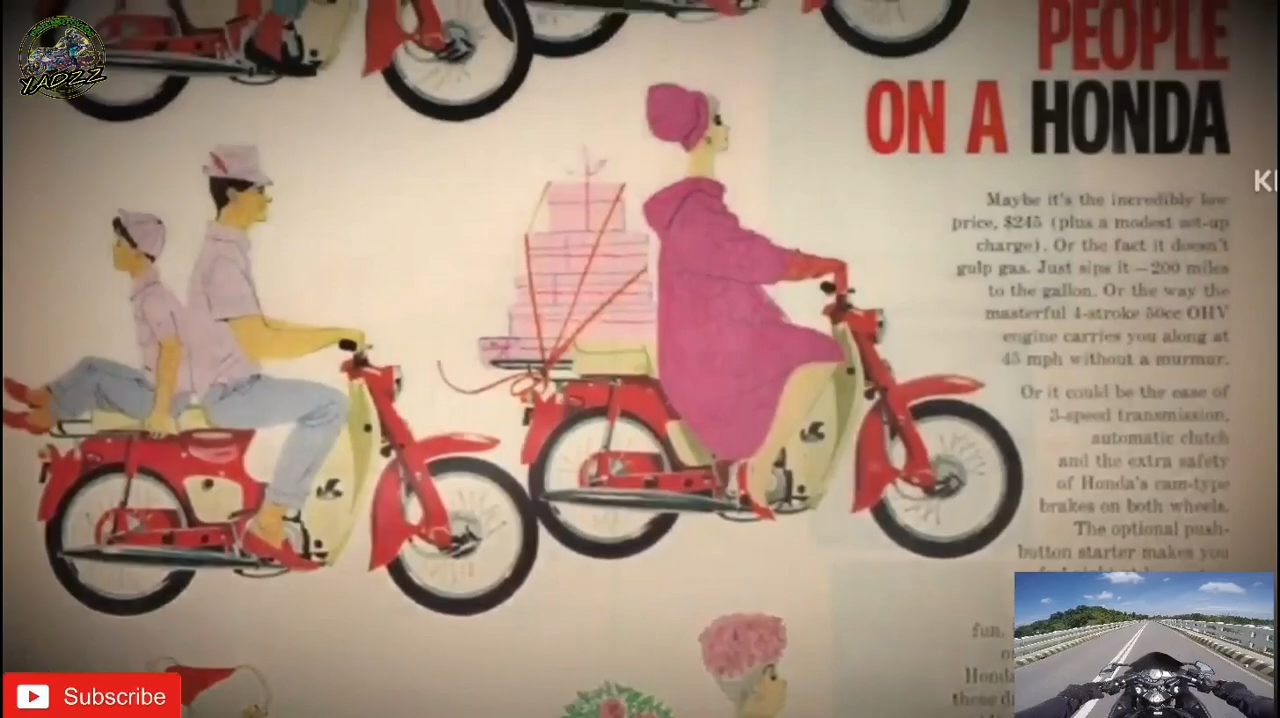 YADZZ
PEOPLE
ON A HONDA
Maybe it's the incredibly low
price, $245 (plus a modest set-up
charge). Or the fact it doesn't
gulp gas. Just sips it—200 miles
to the gallon. Or the way the
masterful 4-stroke 50cc OHV
engine carries you along at
45 mph without a murmur.
Or it could be the ease of
3-speed transmission,
automatic clutch
and the extra safety
of Honda's cam-type
brakes on both wheels.
The optional push-
button starter makes you
fun.
Honda
these d
Subscribe